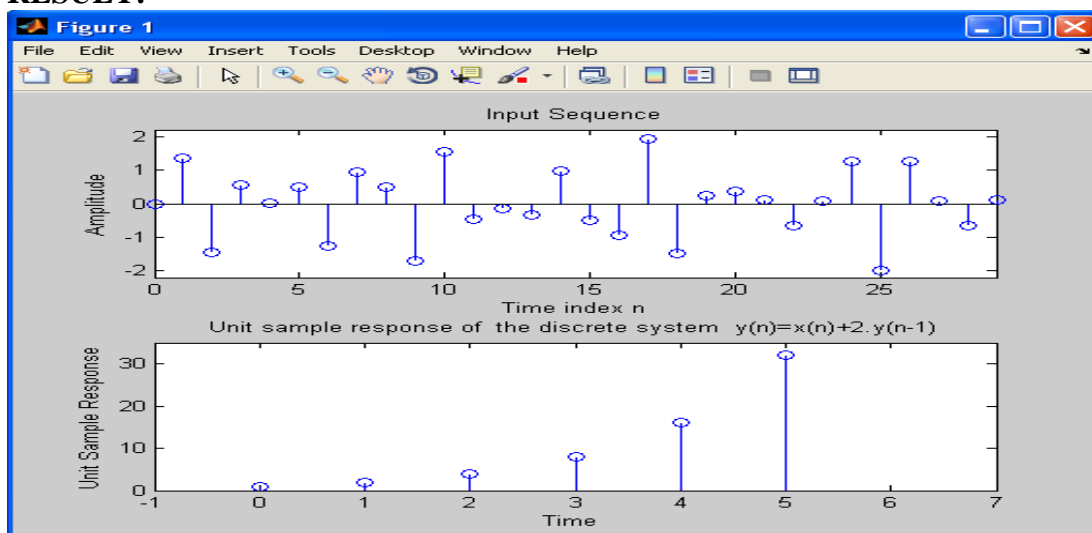 RESULT:
Figure 1
File Edit View Insert Tools Desktop Window Help
Input Sequence
Amplitude
2
1
0
-1
-2
0 5 10 15 20 25
Time index n
Unit sample response of the discrete system y(n)=x(n)+2.y(n-1)
Unit Sample Response
30
20
10
0
-1 0 1 2 3 4 5 6 7
Time